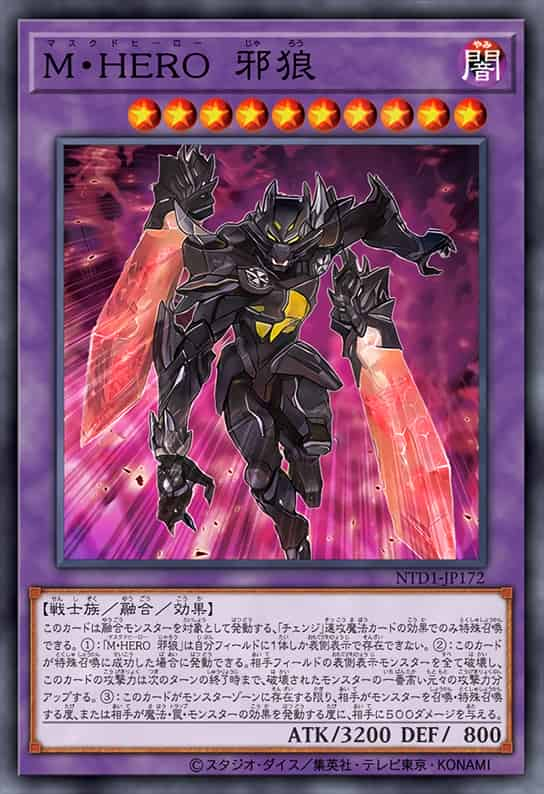 マスクドヒーロー じゃ ろう
M・HERO 邪狼
やみ
闇
NTD1-JP172
【戦士族／融合／効果】
このカードは融合モンスターを対象として発動する、「チェンジ」速攻魔法カードの効果でのみ特殊召喚
できる。①：「M・HERO 邪狼」は自分フィールドに1体しか表側表示で存在できない。②：このカード
が特殊召喚に成功した場合に発動できる。相手フィールドの表側表示モンスターを全て破壊し、
このカードの攻撃力は次のターンの終了時まで、破壊されたモンスターの一番高い元々の攻撃力分
アップする。③：このカードがモンスターゾーンに存在する限り、相手がモンスターを召喚・特殊召喚
する度、または相手が魔法・罠・モンスターの効果を発動する度に、相手に５００ダメージを与える。
ATK/3200 DEF/ 800
©スタジオ・ダイス／集英社・テレビ東京・KONAMI